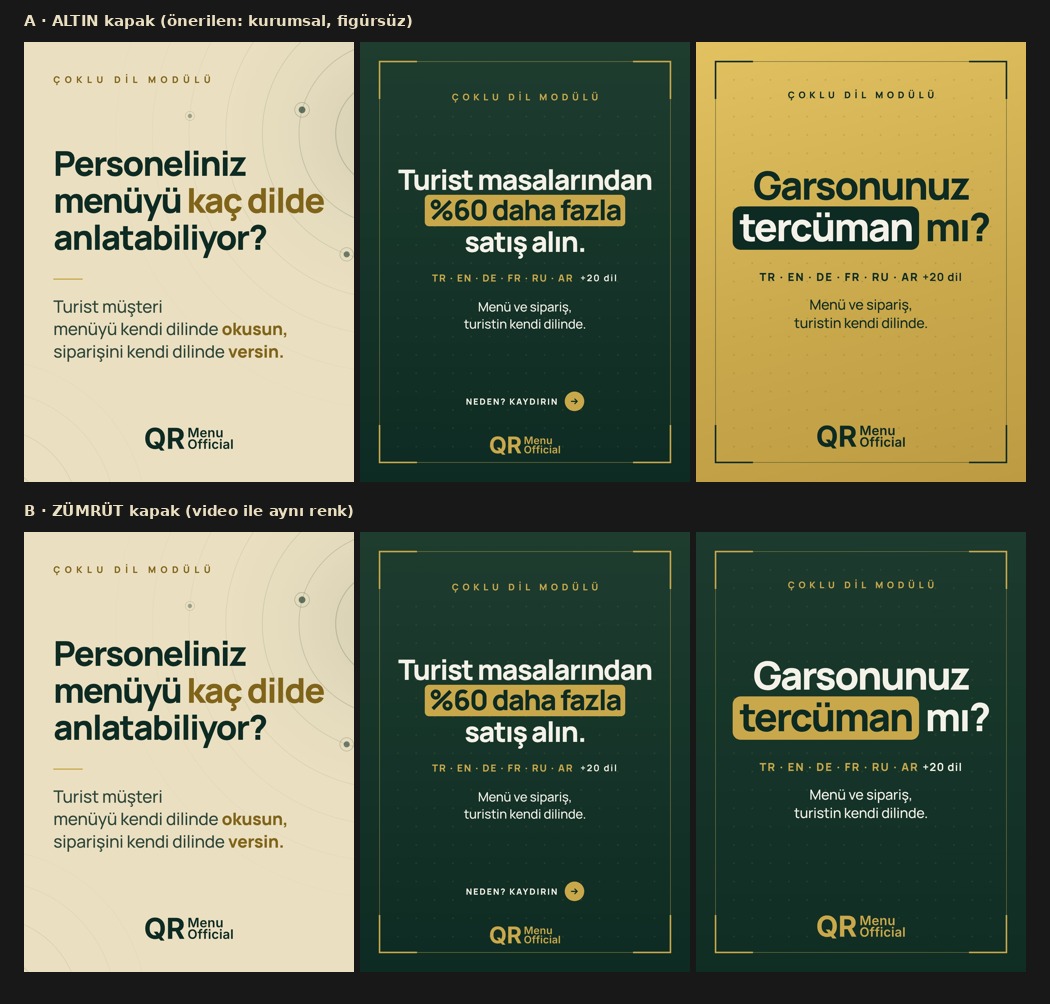 A · ALTIN kapak (önerilen: kurumsal, figürsüz)
ÇOKLU DİL MODÜLÜ
Personeliniz
menüyü kaç dilde
anlatabiliyor?
Turist müşteri
menüyü kendi dilinde okusun,
siparişini kendi dilinde versin.
QR Menu
Official
ÇOKLU DİL MODÜLÜ
Turist masalarından
%60 daha fazla
satış alın.
TR · EN · DE · FR · RU · AR +20 dil
Menü ve sipariş,
turistin kendi dilinde.
NEDEN? KAYDIRIN →
QR Menu
Official
ÇOKLU DİL MODÜLÜ
Garsonunuz
tercüman mı?
TR · EN · DE · FR · RU · AR +20 dil
Menü ve sipariş,
turistin kendi dilinde.
QR Menu
Official
B · ZÜMRÜT kapak (video ile aynı renk)
ÇOKLU DİL MODÜLÜ
Personeliniz
menüyü kaç dilde
anlatabiliyor?
Turist müşteri
menüyü kendi dilinde okusun,
siparişini kendi dilinde versin.
QR Menu
Official
ÇOKLU DİL MODÜLÜ
Turist masalarından
%60 daha fazla
satış alın.
TR · EN · DE · FR · RU · AR +20 dil
Menü ve sipariş,
turistin kendi dilinde.
NEDEN? KAYDIRIN →
QR Menu
Official
ÇOKLU DİL MODÜLÜ
Garsonunuz
tercüman mı?
TR · EN · DE · FR · RU · AR +20 dil
Menü ve sipariş,
turistin kendi dilinde.
QR Menu
Official